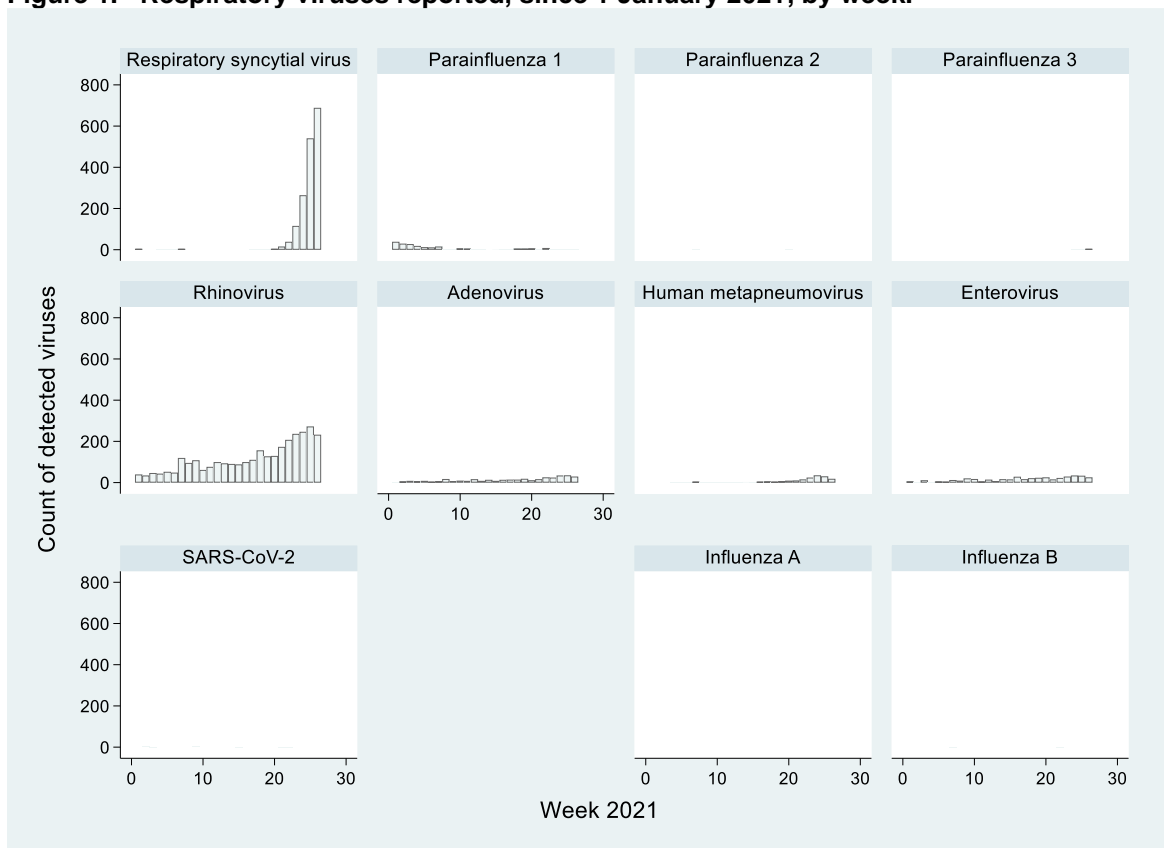 Figure 4: Respiratory viruses reported, since 1 January 2021, by week.
Respiratory syncytial virus
Parainfluenza 1
Parainfluenza 2
Parainfluenza 3
800
600
400
200
0
Rhinovirus
Adenovirus
Human metapneumovirus
Enterovirus
800
600
400
200
0
0 10 20 30
Count of detected viruses
SARS-CoV-2
Influenza A
Influenza B
800
600
400
200
0
0 10 20 30
0 10 20 30
0 10 20 30
Week 2021